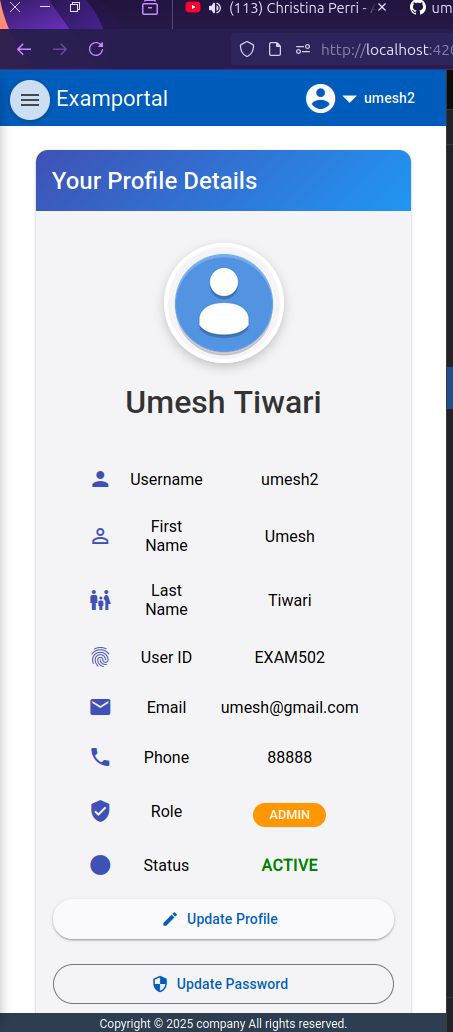 (113) Christina Perri - A
um
http://localhost:420
Examportal
umesh2
Your Profile Details
Umesh Tiwari
Username umesh2
First
Name
Umesh
Last
Name
Tiwari
User ID EXAM502
Email umesh@gmail.com
Phone 88888
Role ADMIN
Status ACTIVE
Update Profile
Update Password
Copyright © 2025 company All rights reserved.